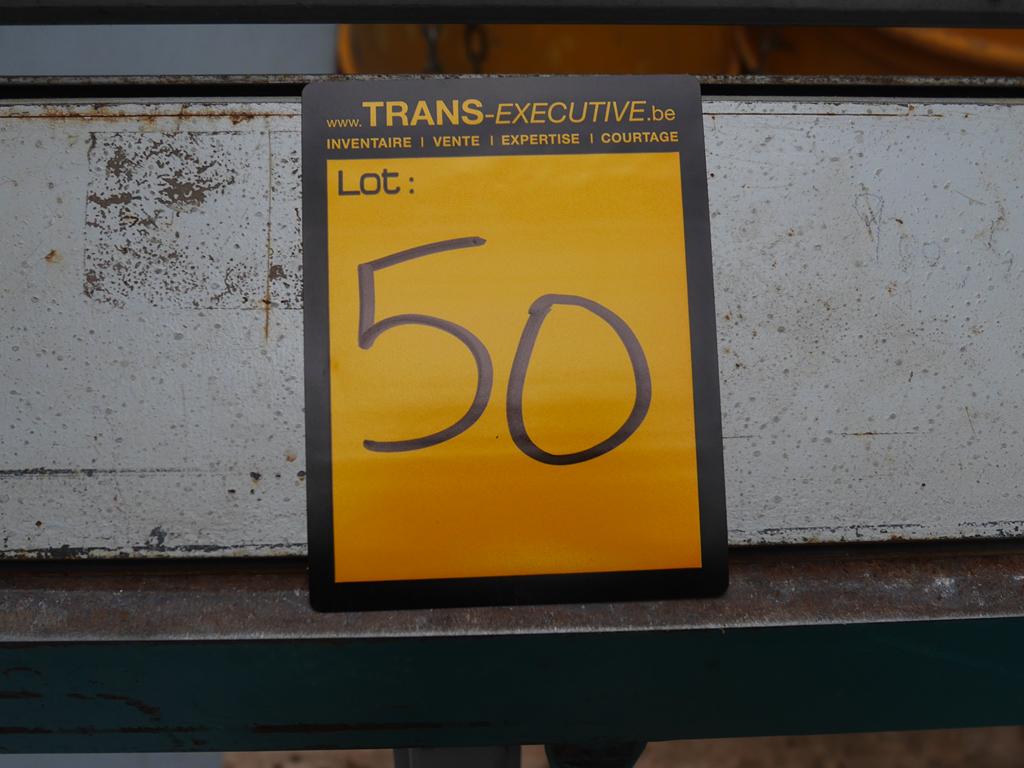 www.TRANS-EXECUTIVE.be
INVENTAIRE | VENTE | EXPERTISE | COURTAGE
Lot:
50